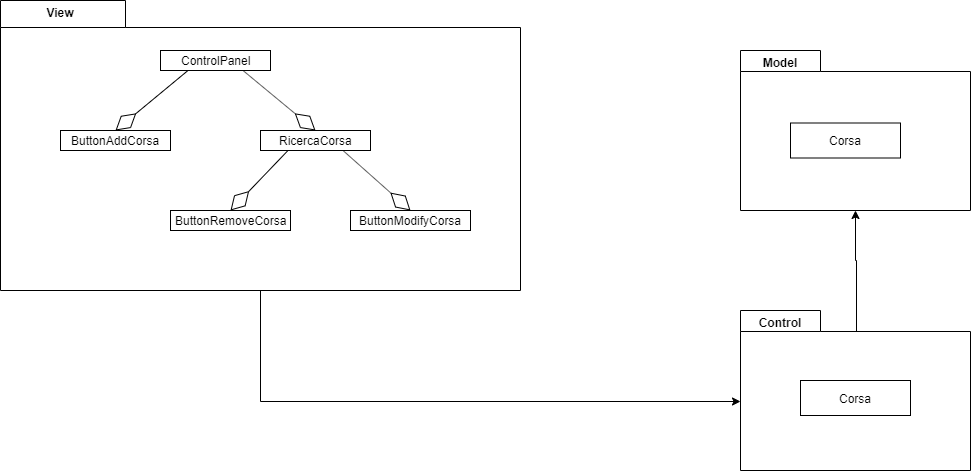 View
ControlPanel
ButtonAddCorsa
RicercaCorsa
ButtonRemoveCorsa
ButtonModifyCorsa
Model
Corsa
Control
Corsa